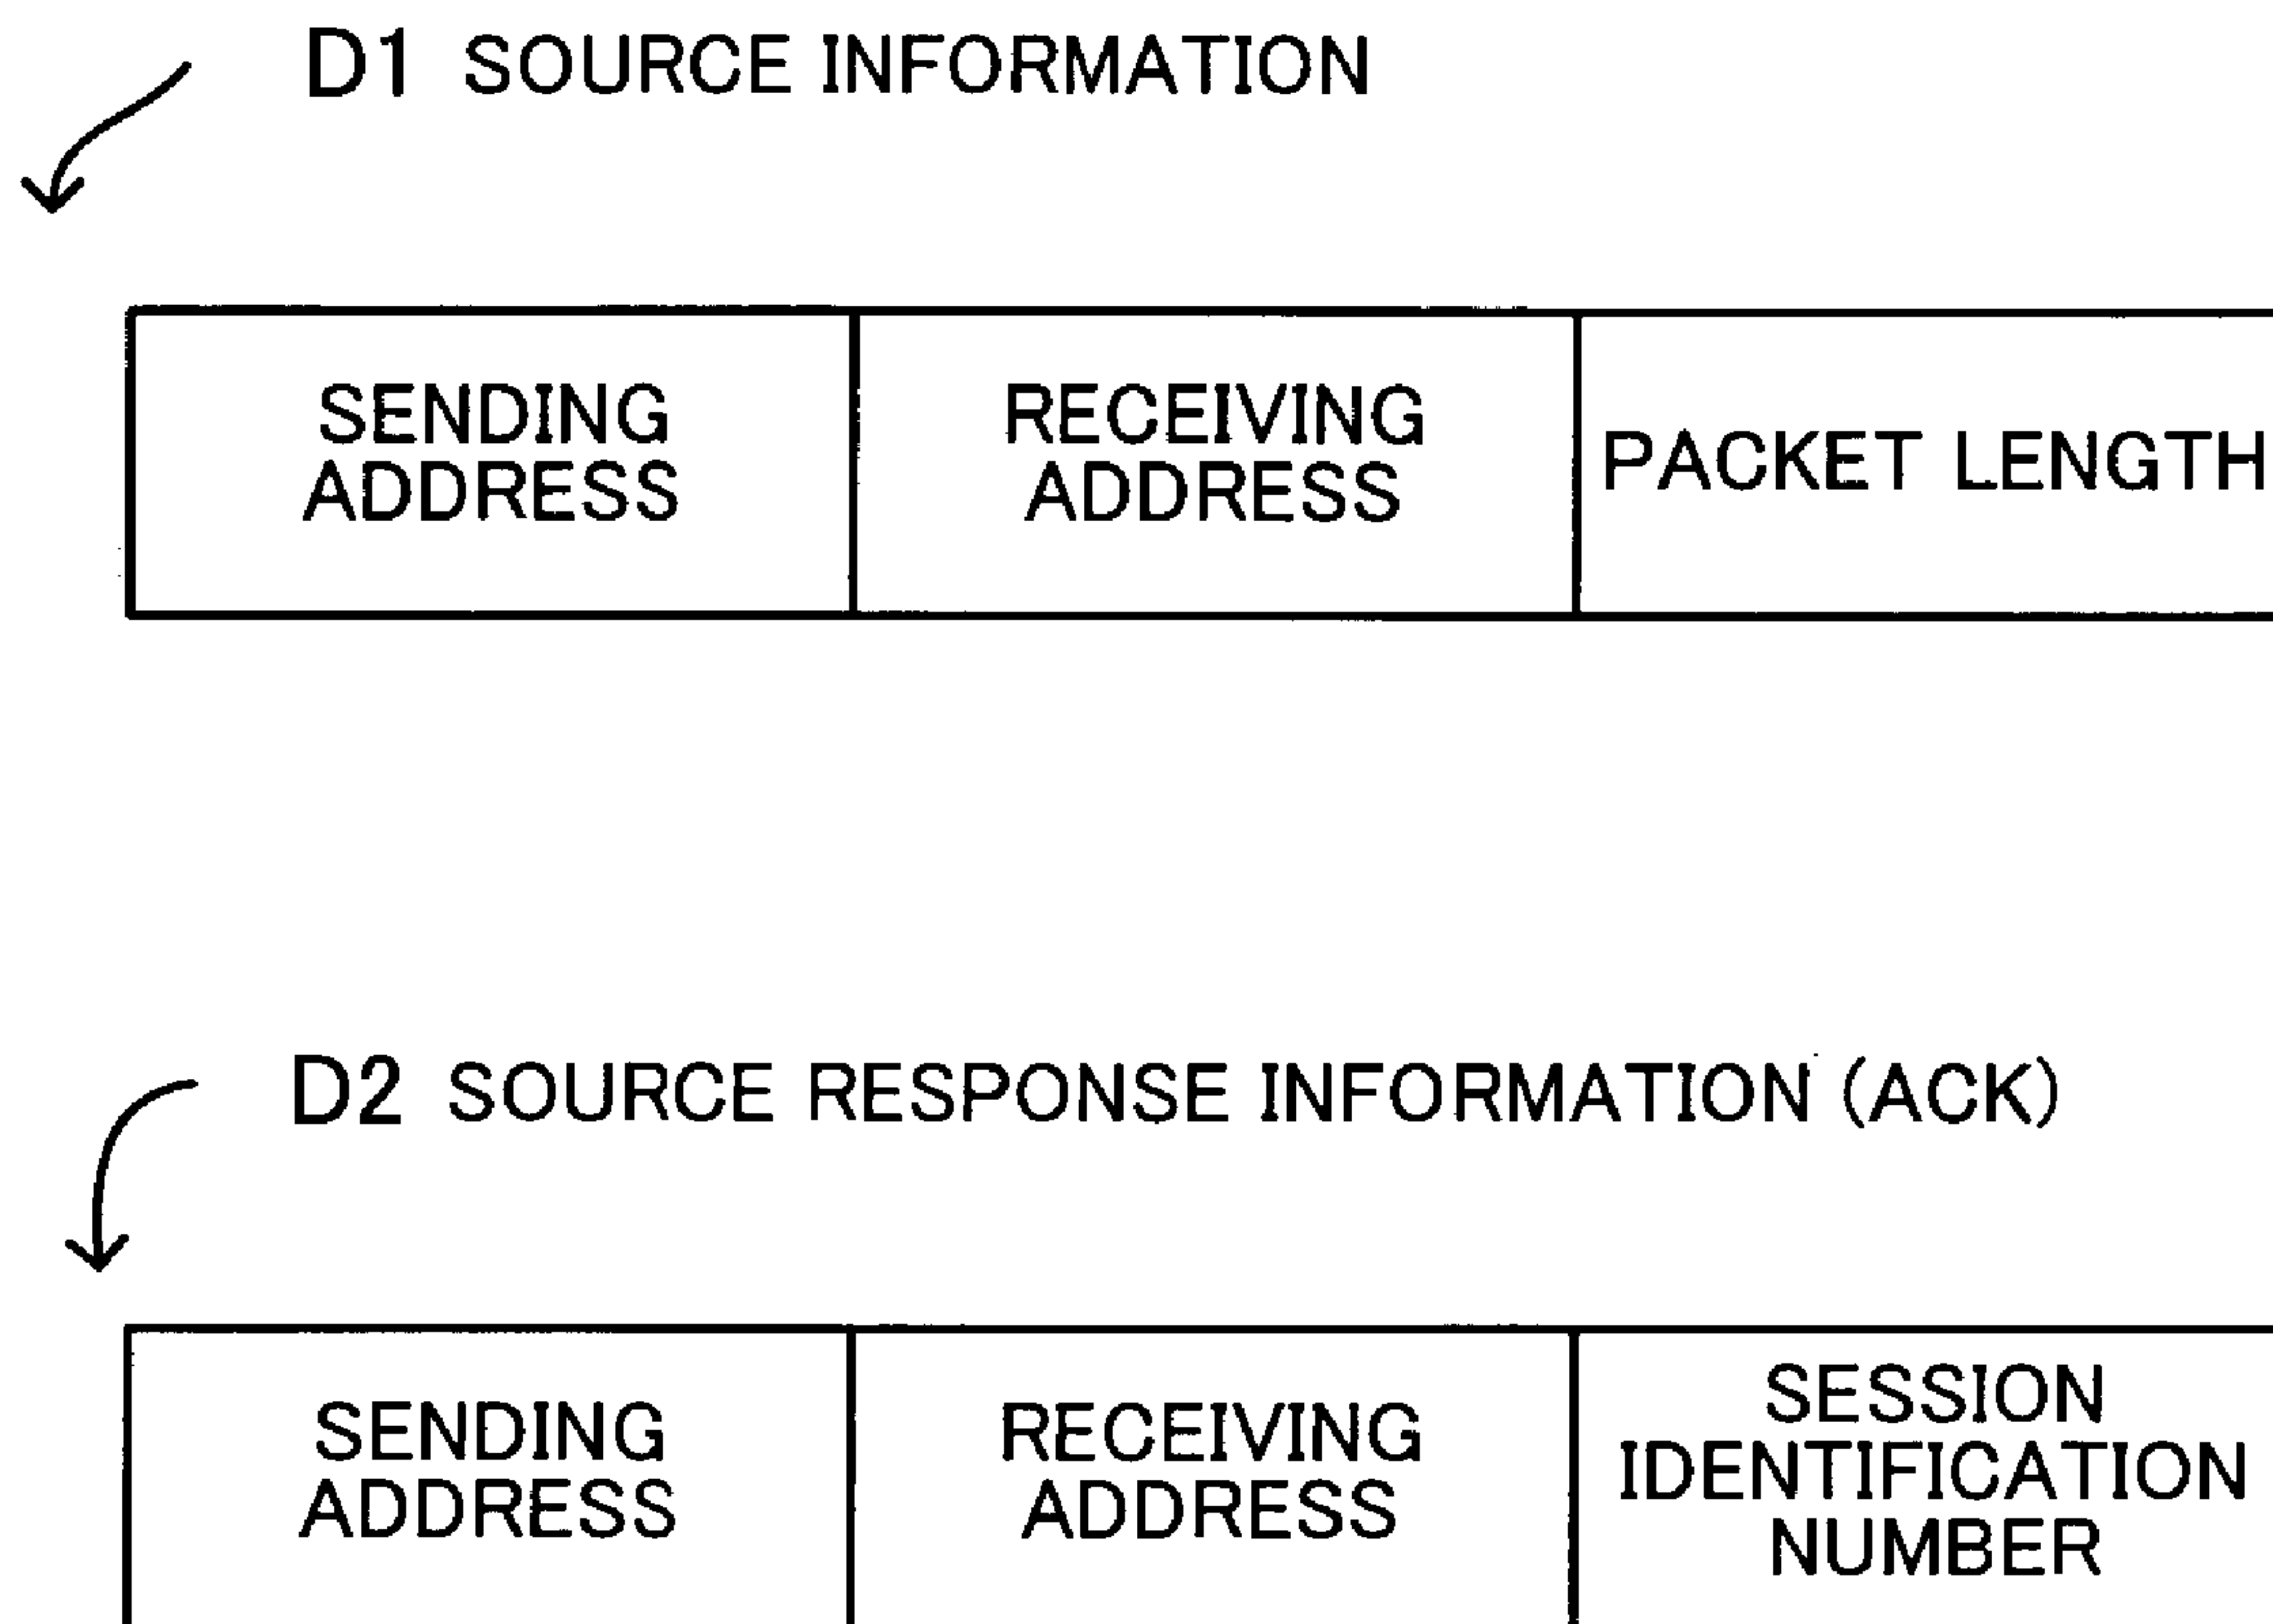 D1 SOURCE INFORMATION
SENDING
ADDRESS
RECEIVING
ADDRESS
PACKET LENGTH
D2 SOURCE RESPONSE INFORMATION (ACK)
SENDING
ADDRESS
RECEIVING
ADDRESS
SESSION
IDENTIFICATION
NUMBER